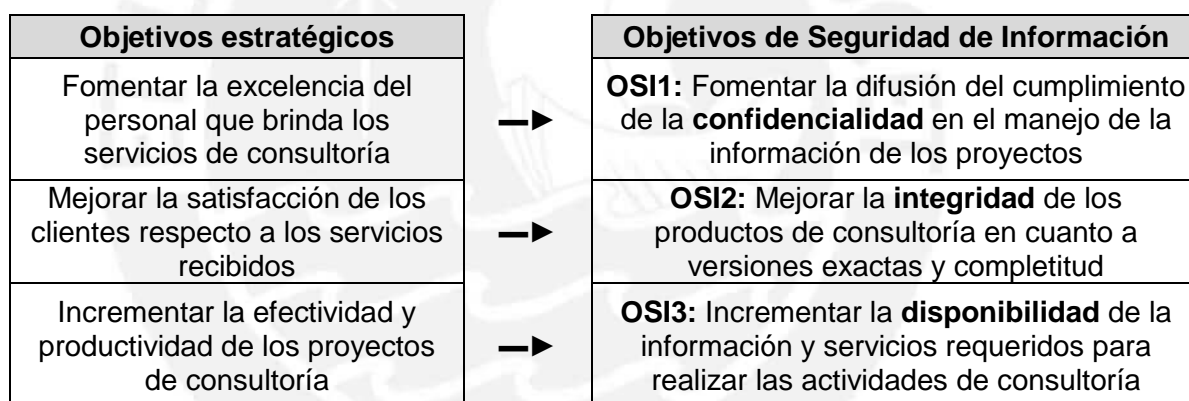 Objetivos estratégicos
Objetivos de Seguridad de Información
Fomentar la excelencia del
personal que brinda los
servicios de consultoría
OSI1: Fomentar la difusión del cumplimiento
de la confidencialidad en el manejo de la
información de los proyectos
Mejorar la satisfacción de los
clientes respecto a los servicios
recibidos
OSI2: Mejorar la integridad de los
productos de consultoría en cuanto a
versiones exactas y completitud
Incrementar la efectividad y
productividad de los proyectos
de consultoría
OSI3: Incrementar la disponibilidad de la
información y servicios requeridos para
realizar las actividades de consultoría